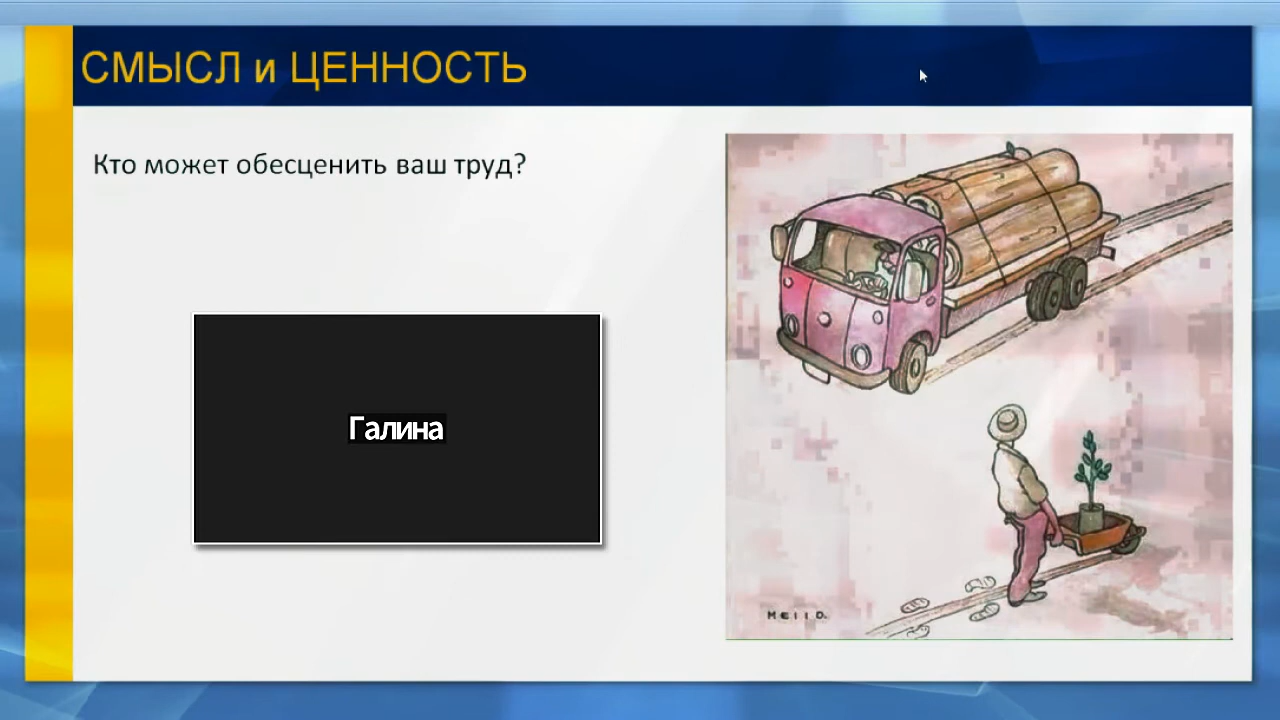 СМЫСЛ и ЦЕННОСТЬ
Кто может обесценить ваш труд?
Галина